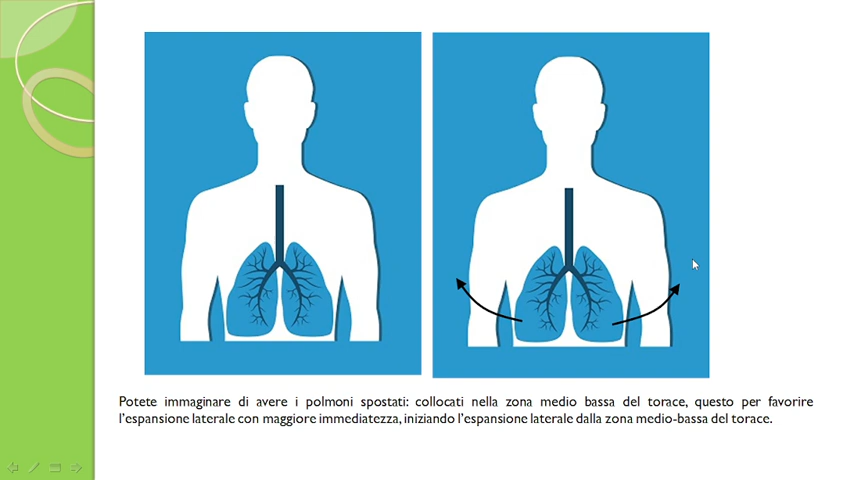 Potete immaginare di avere i polmoni spostati: collocati nella zona medio bassa del torace, questo per favorire
l'espansione laterale con maggiore immediatezza, iniziando l'espansione laterale dalla zona medio-bassa del torace.